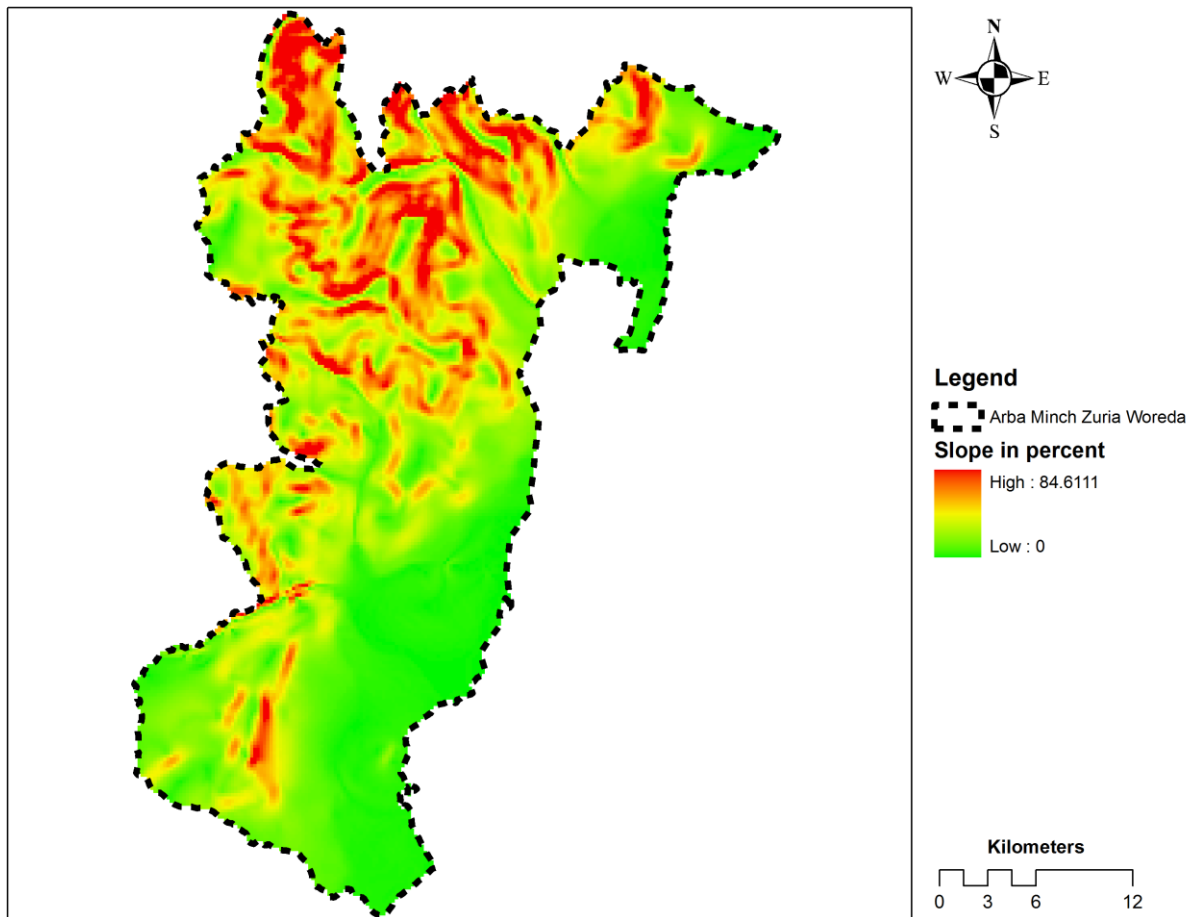 N
W E
S
Legend
Arba Minch Zuria Woreda
Slope in percent
High : 84.6111
Low : 0
Kilometers
0 3 6 12